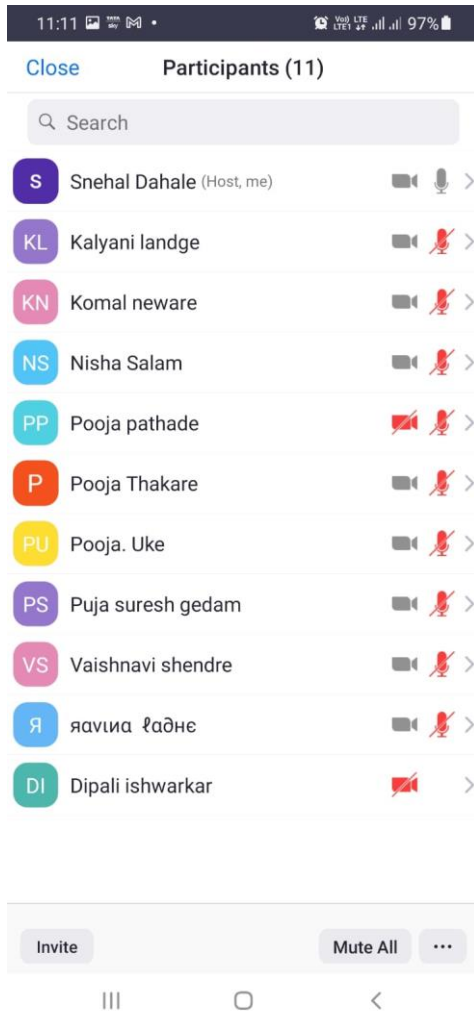 11:11 97%
Close Participants (11)
Search
S Snehal Dahale (Host, me)
KL Kalyani landge
KN Komal neware
NS Nisha Salam
PP Pooja pathade
P Pooja Thakare
PU Pooja. Uke
PS Puja suresh gedam
VS Vaishnavi shendre
Я яαvιиα ℓα∂нє
DI Dipali ishwarkar
Invite Mute All ...